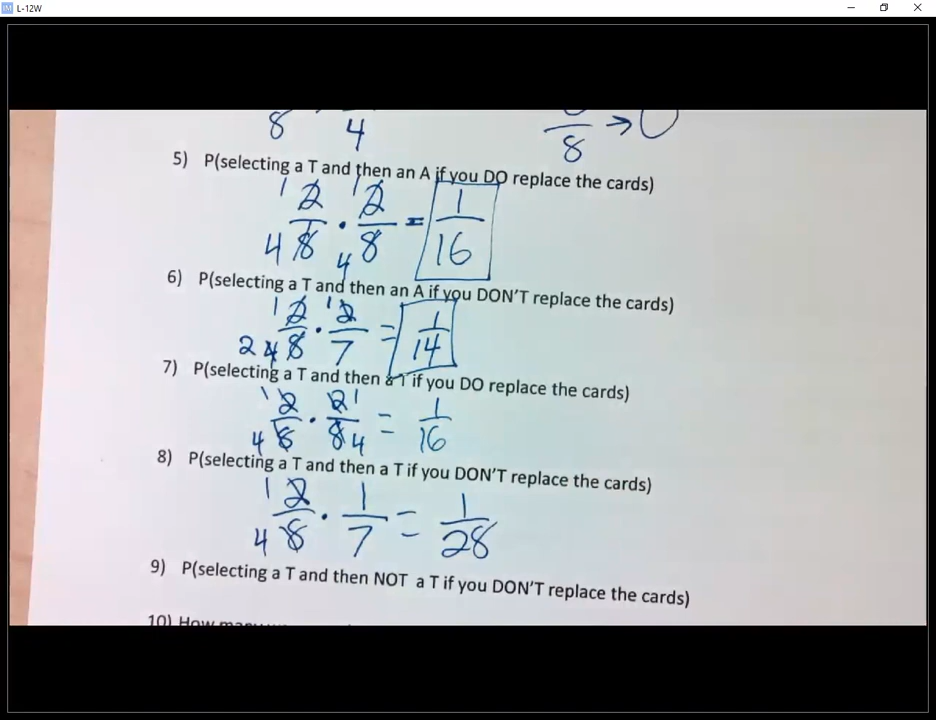 L-12W
8 4 8 →
5) P(selecting a T and then an A if you DO replace the cards)
1 2 1 2 1
4 8 · 4 8 = 16
6) P(selecting a T and then an A if you DON'T replace the cards)
1 2 1 2 1
2 4 8 · 7 = 14
7) P(selecting a T and then a T if you DO replace the cards)
1 2 2 1 1
4 8 · 8 4 = 16
8) P(selecting a T and then a T if you DON'T replace the cards)
1 2 1 1
4 8 · 7 = 28
9) P(selecting a T and then NOT a T if you DON'T replace the cards)
10) How many